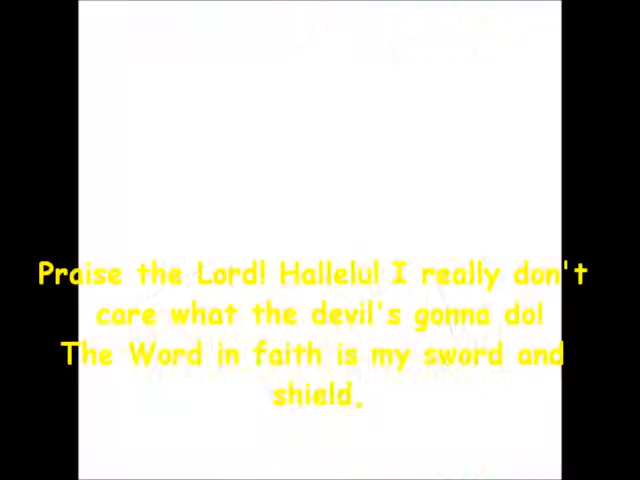 Praise the Lord! Hallelu! I really don't
care what the devil's gonna do!
The Word in faith is my sword and
shield,